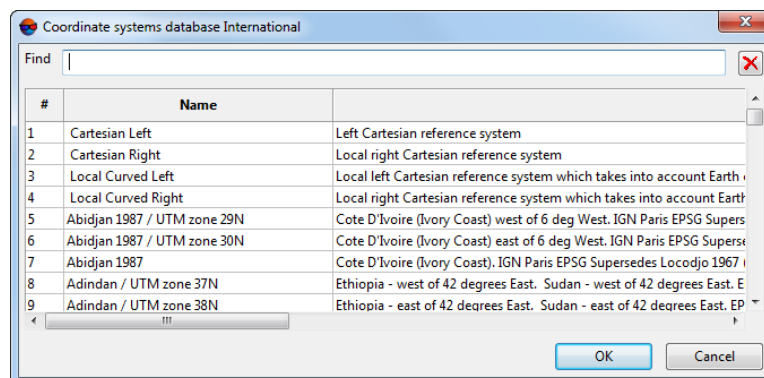 Coordinate systems database International
Find
# Name
1 Cartesian Left Left Cartesian reference system
2 Cartesian Right Local right Cartesian reference system
3 Local Curved Left Local left Cartesian reference system which takes into account Earth
4 Local Curved Right Local right Cartesian reference system which takes into account Earth
5 Abidjan 1987 / UTM zone 29N Cote D'Ivoire (Ivory Coast) west of 6 deg West. IGN Paris EPSG Supers
6 Abidjan 1987 / UTM zone 30N Cote D'Ivoire (Ivory Coast) east of 6 deg West. IGN Paris EPSG Superse
7 Abidjan 1987 Cote D'Ivoire (Ivory Coast). IGN Paris EPSG Supersedes Locodjo 1967 (
8 Adindan / UTM zone 37N Ethiopia - west of 42 degrees East. Sudan - west of 42 degrees East. E
9 Adindan / UTM zone 38N Ethiopia - east of 42 degrees East. Sudan - east of 42 degrees East. EP
OK Cancel